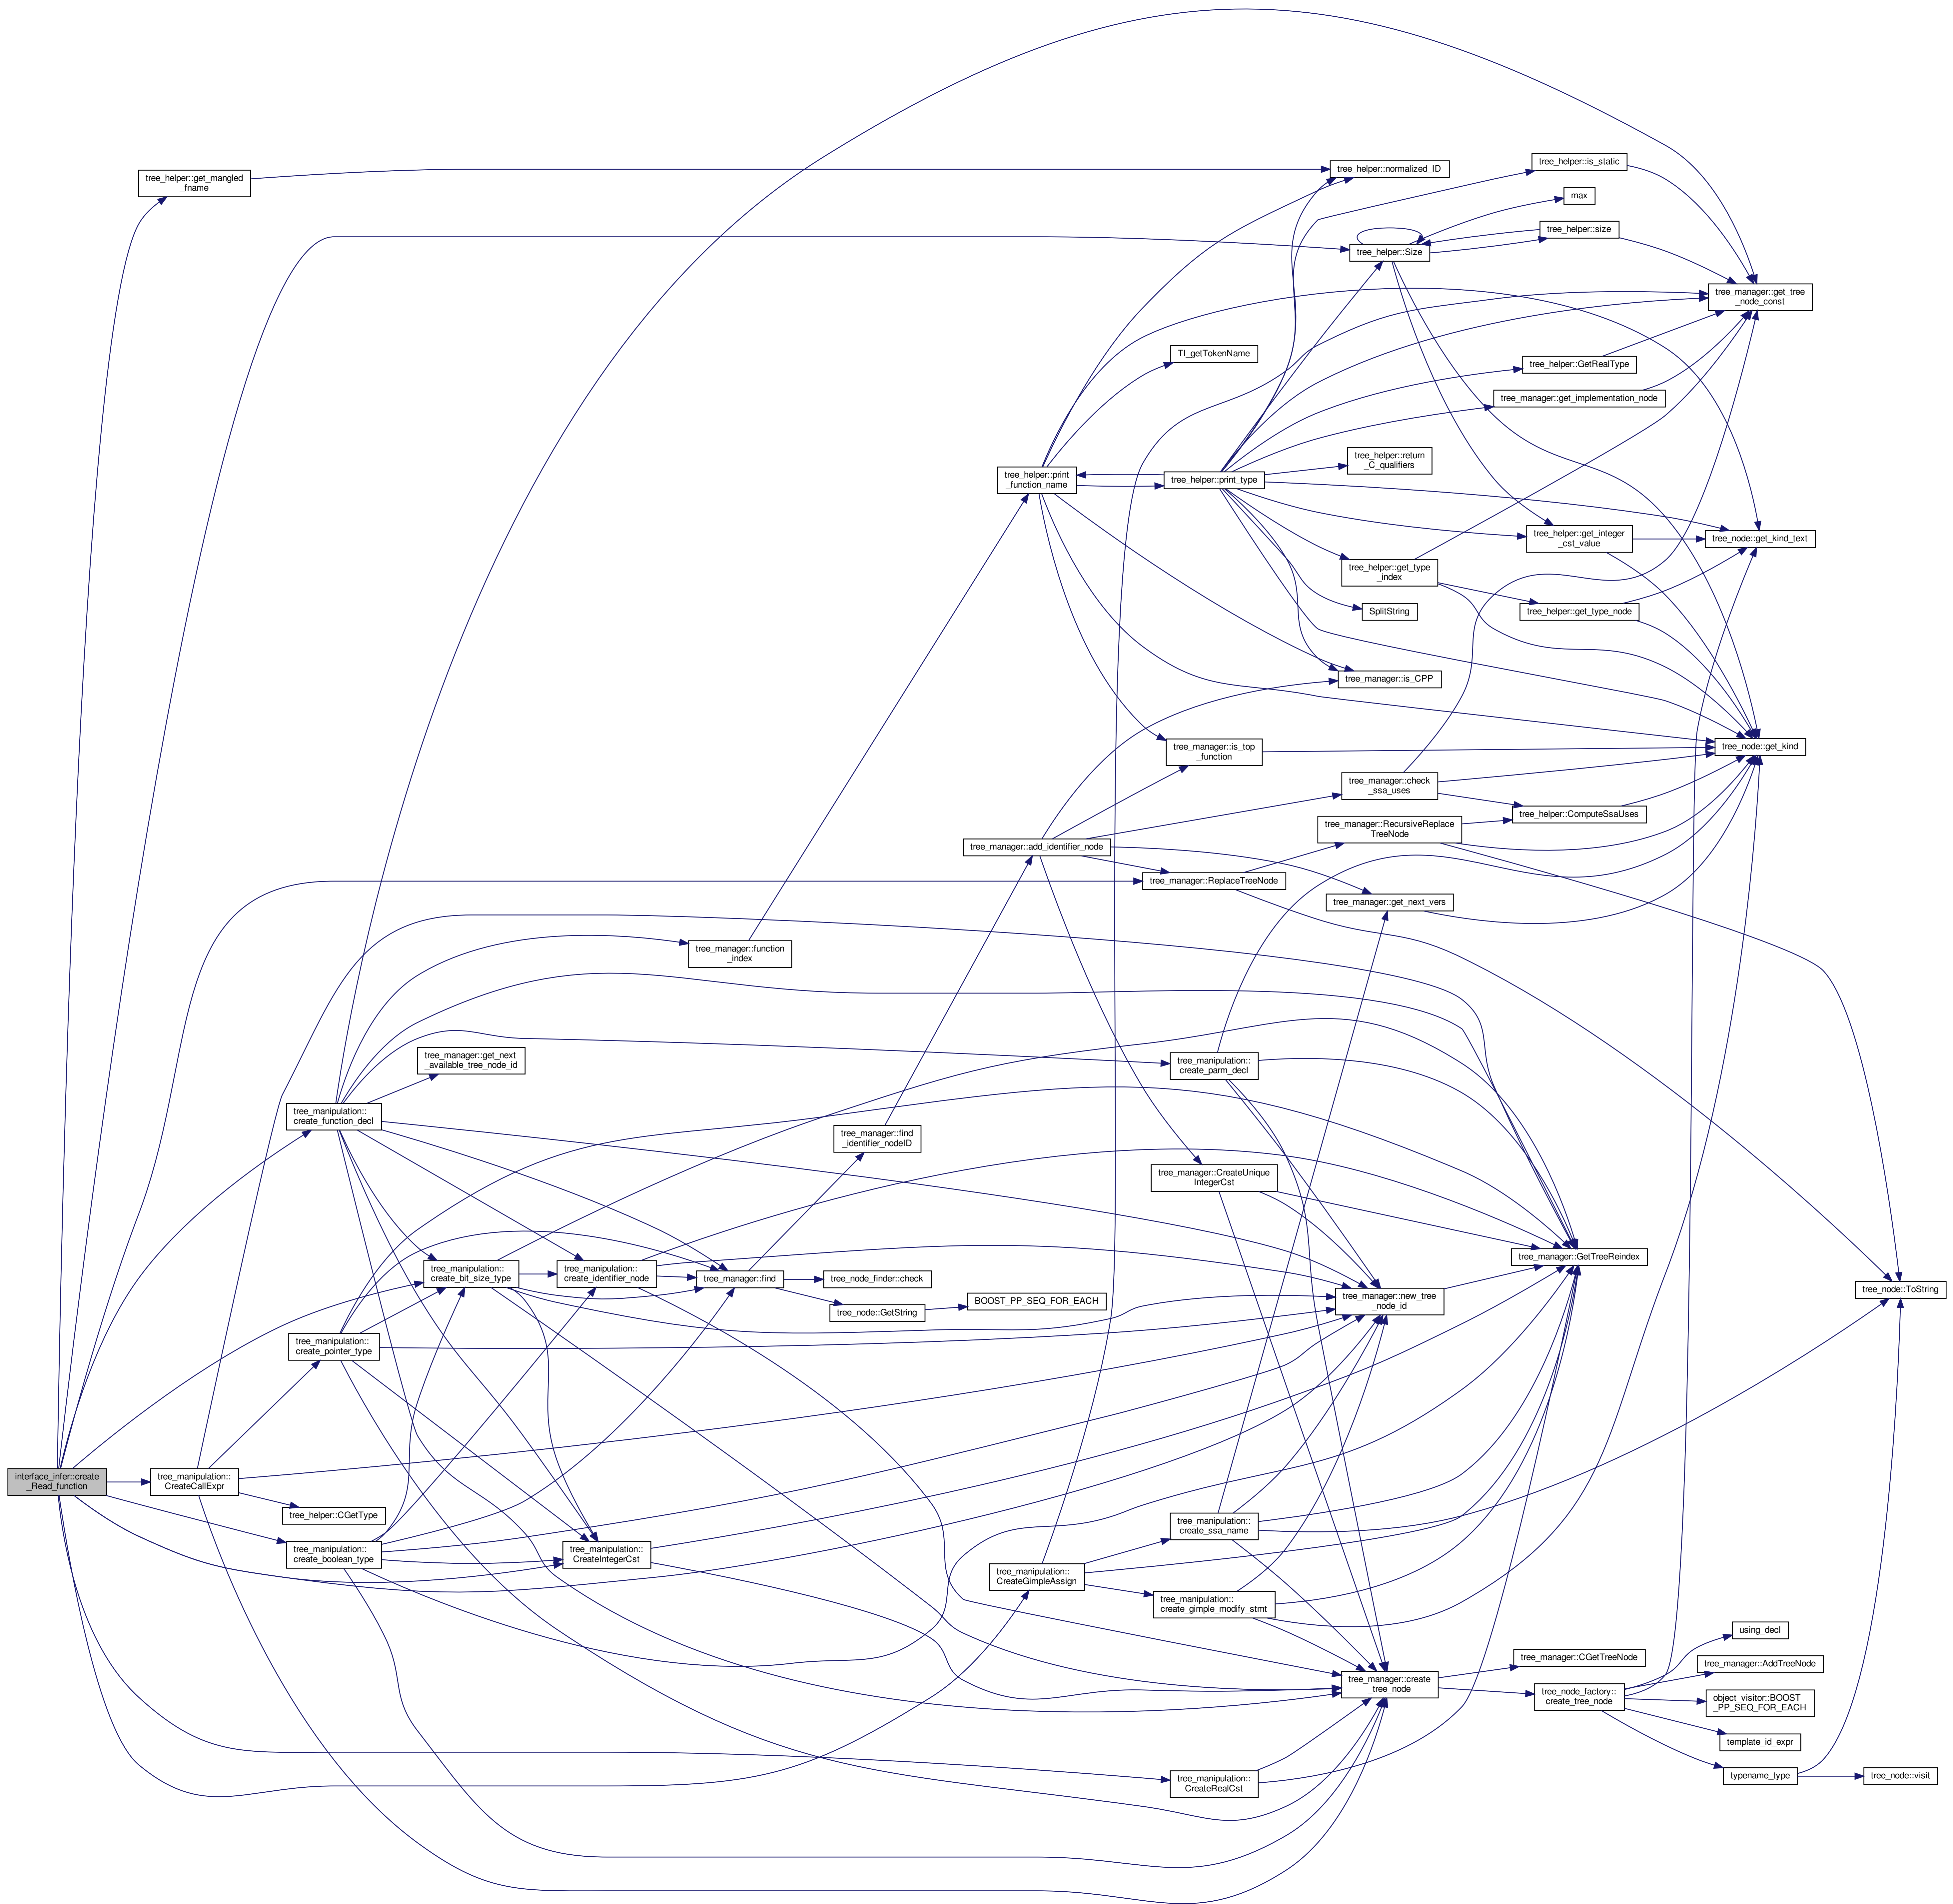 interface_infer::create
_Read_function
tree_helper::get_mangled
_fname
tree_manipulation::
CreateCallExpr
tree_manipulation::
create_function_decl
tree_manipulation::
create_pointer_type
tree_helper::CGetType
tree_manipulation::
create_boolean_type
tree_manager::get_next
_available_tree_node_id
tree_manipulation::
create_bit_size_type
tree_manipulation::
create_identifier_node
tree_manipulation::
CreateIntegerCst
tree_manager::function
_index
tree_manager::find
tree_manager::find
_identifier_nodeID
tree_node_finder::check
tree_node::GetString
BOOST_PP_SEQ_FOR_EACH
tree_helper::print
_function_name
tree_manager::add_identifier_node
tree_manipulation::
CreateGimpleAssign
TI_getTokenName
tree_helper::print_type
tree_manager::is_top
_function
tree_manager::ReplaceTreeNode
tree_manipulation::
create_parm_decl
tree_manager::CreateUnique
IntegerCst
tree_manipulation::
create_ssa_name
tree_manipulation::
create_gimple_modify_stmt
tree_manipulation::
CreateRealCst
tree_helper::normalized_ID
tree_helper::Size
tree_helper::return
_C_qualifiers
tree_helper::get_type
_index
SplitString
tree_manager::is_CPP
tree_manager::check
_ssa_uses
tree_manager::RecursiveReplace
TreeNode
tree_manager::get_next_vers
tree_manager::new_tree
_node_id
tree_manager::create
_tree_node
tree_helper::is_static
max
tree_helper::size
tree_helper::GetRealType
tree_manager::get_implementation_node
tree_helper::get_integer
_cst_value
tree_helper::get_type_node
tree_helper::ComputeSsaUses
tree_manager::GetTreeReindex
tree_manager::CGetTreeNode
tree_node_factory::
create_tree_node
tree_manager::get_tree
_node_const
tree_node::get_kind_text
tree_node::get_kind
using_decl
tree_manager::AddTreeNode
object_visitor::BOOST
_PP_SEQ_FOR_EACH
template_id_expr
typename_type
tree_node::ToString
tree_node::visit